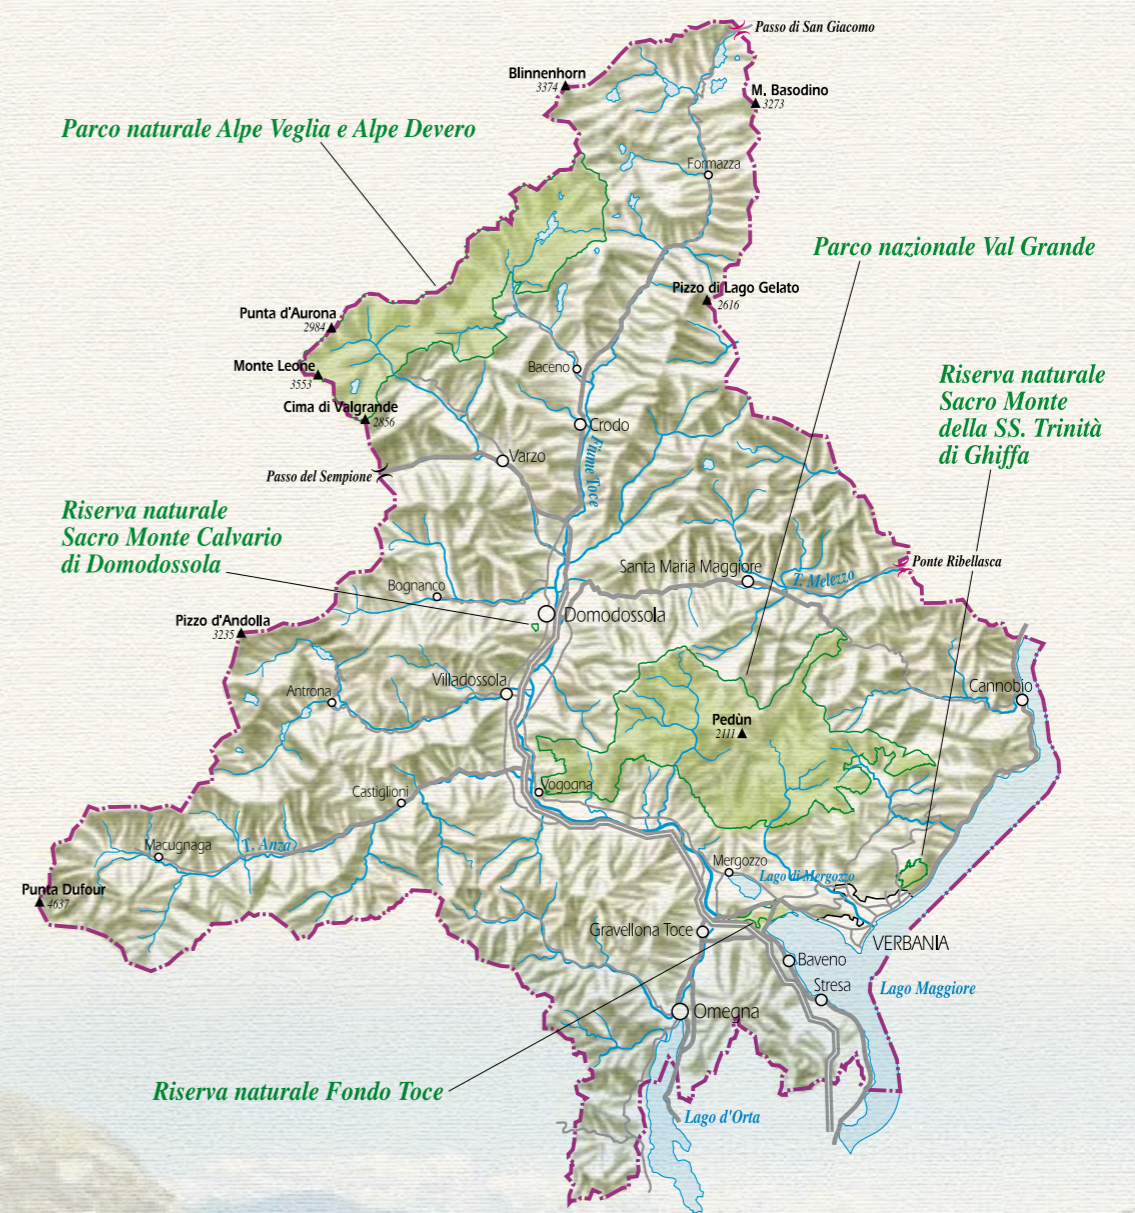 Passo di San Giacomo
Blinnenhorn
3374
M. Basodino
3273
Parco naturale Alpe Veglia e Alpe Devero
Formazza
Parco nazionale Val Grande
Pizzo di Lago Gelato
2616
Punta d'Aurona
2984
Monte Leone
3553
Baceno
Riserva naturale
Sacro Monte
della SS. Trinità
di Ghiffa
Cima di Valgrande
2856
Crodo
Fiume Toce
Varzo
Passo del Sempione
Riserva naturale
Sacro Monte Calvario
di Domodossola
Ponte Ribellasca
Santa Maria Maggiore
T. Melezzo
Bognanco
Domodossola
Pizzo d'Andolla
3235
Villadossola
Antrona
Cannobio
Pedùn
2111
Vogogna
Castiglioni
T. Anza
Macugnaga
Mergozzo
Lago di Mergozzo
Punta Dufour
4637
Gravellona Toce
VERBANIA
Baveno
Stresa
Lago Maggiore
Omegna
Riserva naturale Fondo Toce
Lago d'Orta